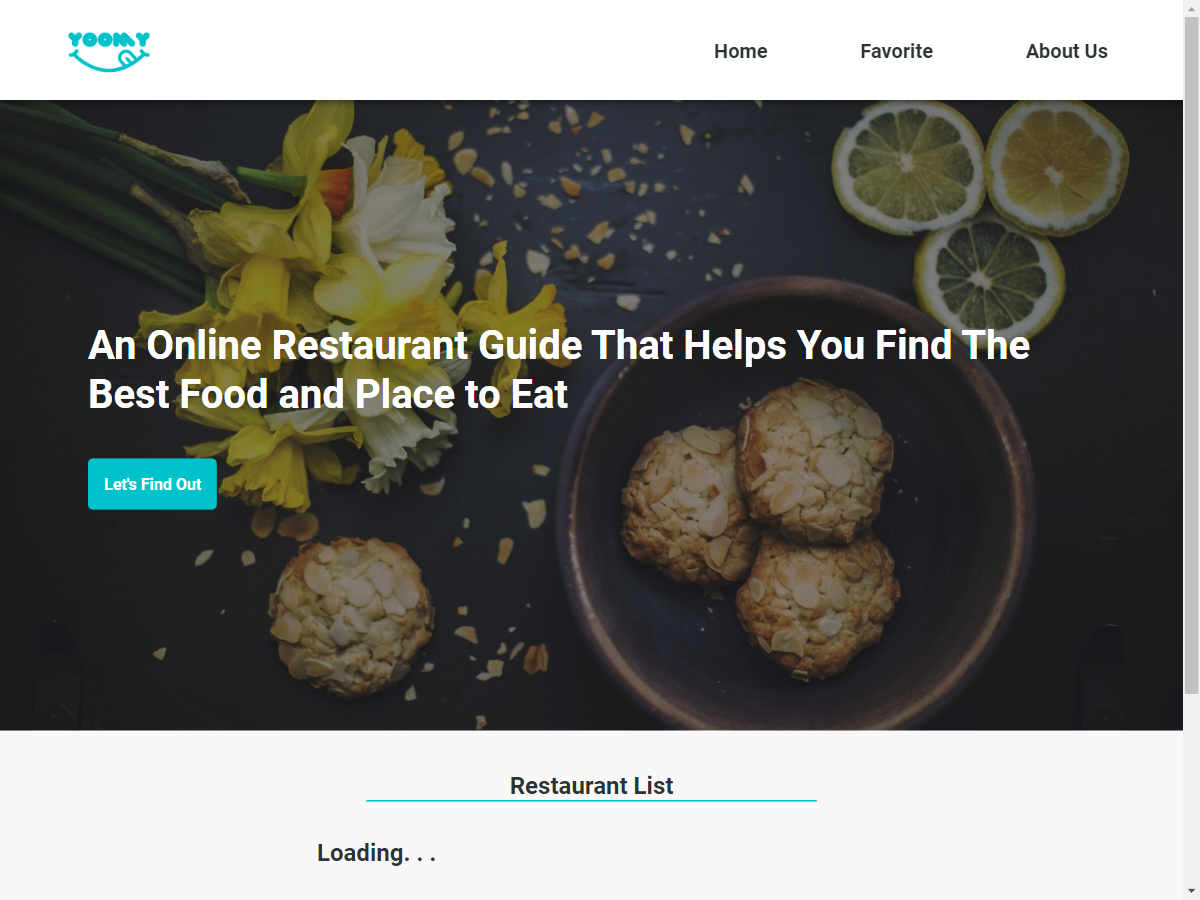 YOOMY
Home
Favorite
About Us
An Online Restaurant Guide That Helps You Find The
Best Food and Place to Eat
Let's Find Out
Restaurant List
Loading. . .